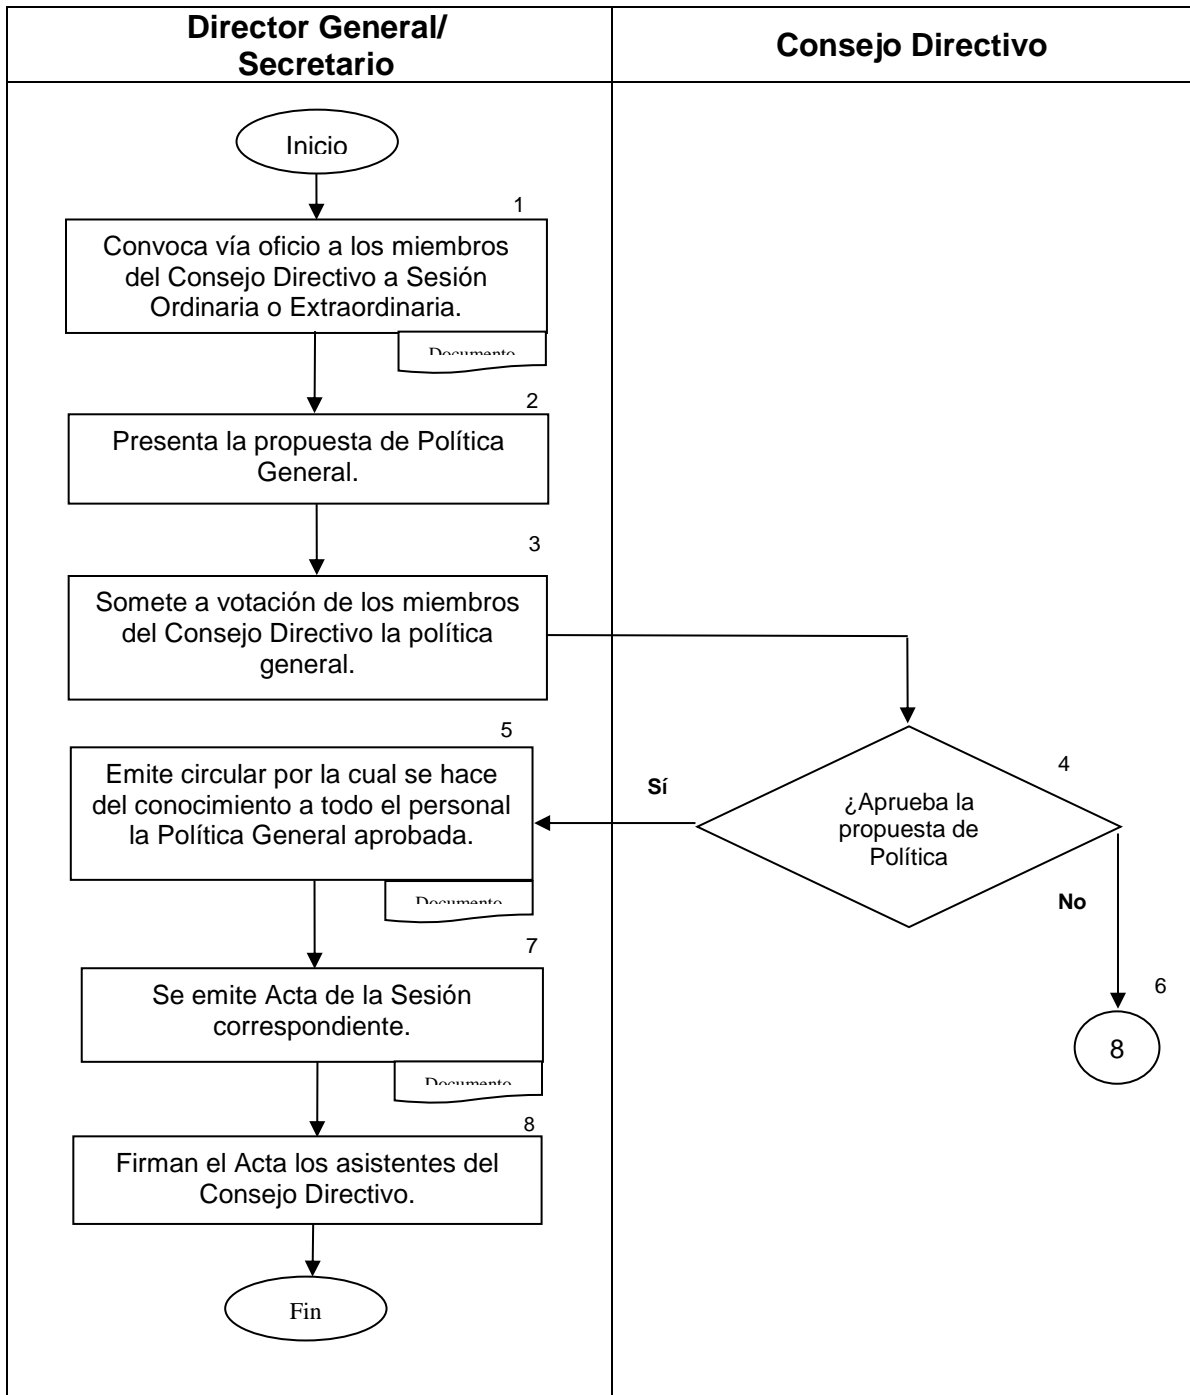 Director General/
Secretario
Consejo Directivo
Inicio
1
Convoca vía oficio a los miembros
del Consejo Directivo a Sesión
Ordinaria o Extraordinaria.
Documento
2
Presenta la propuesta de Política
General.
3
Somete a votación de los miembros
del Consejo Directivo la política
general.
4
¿Aprueba la
propuesta de
Política
Sí
No
5
Emite circular por la cual se hace
del conocimiento a todo el personal
la Política General aprobada.
Documento
6
8
7
Se emite Acta de la Sesión
correspondiente.
Documento
8
Firman el Acta los asistentes del
Consejo Directivo.
Fin